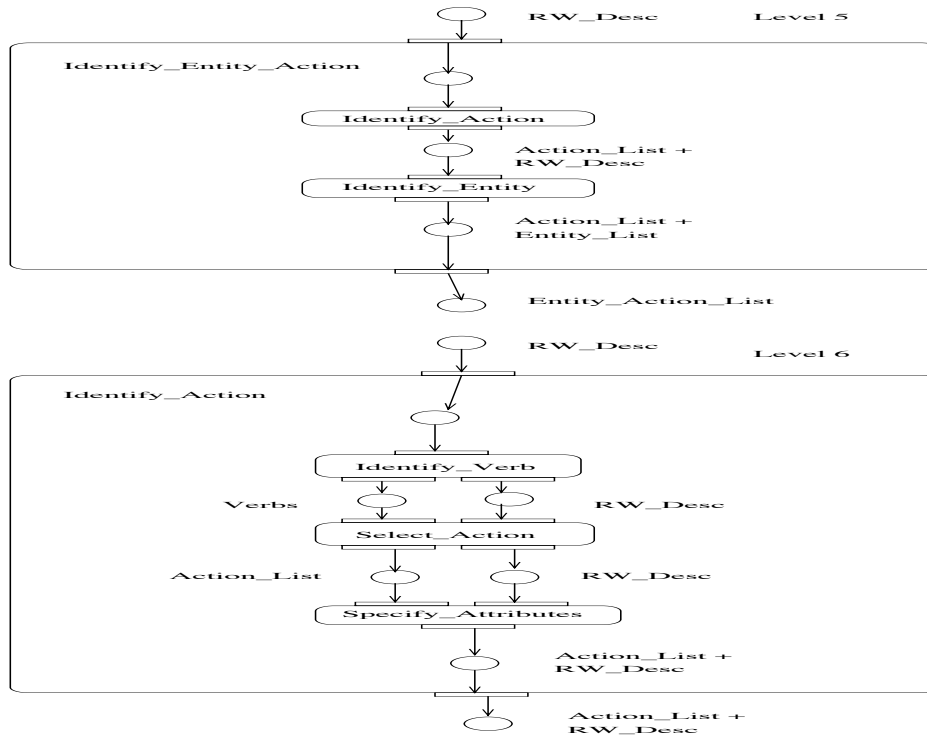 RW_Desc
Level 5
Identify_Entity_Action
Identify_Action
Action_List +
RW_Desc
Identify_Entity
Action_List +
Entity_List
Entity_Action_List
RW_Desc
Level 6
Identify_Action
Identify_Verb
Verbs
RW_Desc
Select_Action
Action_List
RW_Desc
Specify_Attributes
Action_List +
RW_Desc
Action_List +
RW_Desc